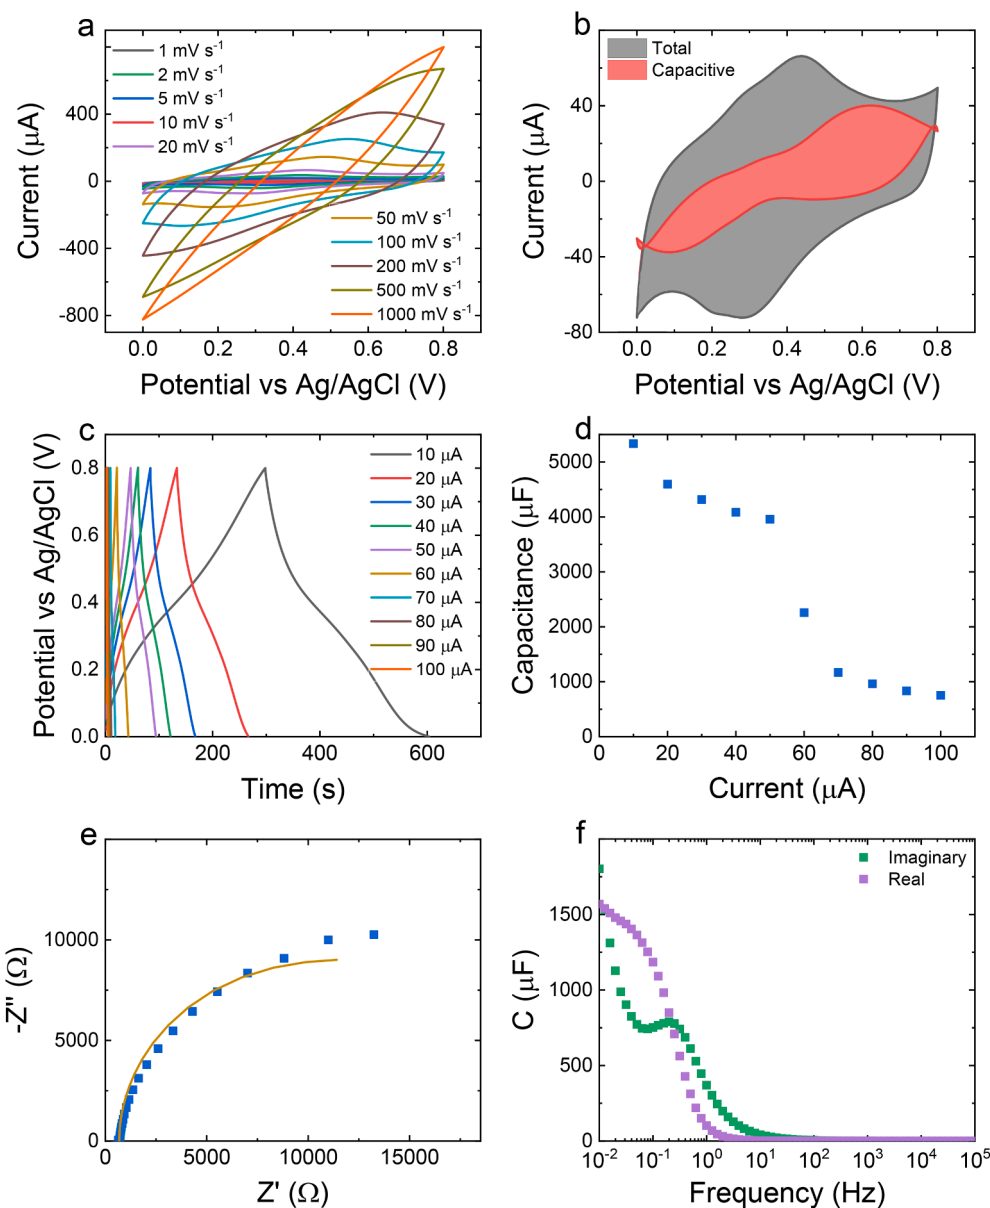 a
1 mV s⁻¹
2 mV s⁻¹
5 mV s⁻¹
10 mV s⁻¹
20 mV s⁻¹
50 mV s⁻¹
100 mV s⁻¹
200 mV s⁻¹
500 mV s⁻¹
1000 mV s⁻¹
400
0
-400
-800
Current (μA)
0.0 0.2 0.4 0.6 0.8
Potential vs Ag/AgCl (V)
b
Total
Capacitive
80
40
0
-40
-80
Current (μA)
0.0 0.2 0.4 0.6 0.8
Potential vs Ag/AgCl (V)
c
10 μA
20 μA
30 μA
40 μA
50 μA
60 μA
70 μA
80 μA
90 μA
100 μA
0.8
0.6
0.4
0.2
0.0
Potential vs Ag/AgCl (V)
0 200 400 600
Time (s)
d
5000
4000
3000
2000
1000
0
Capacitance (μF)
0 20 40 60 80 100
Current (μA)
e
10000
5000
0
-Z'' (Ω)
0 5000 10000 15000
Z' (Ω)
f
Imaginary
Real
1500
1000
500
0
C (μF)
10⁻² 10⁻¹ 10⁰ 10¹ 10² 10³ 10⁴ 10⁵
Frequency (Hz)